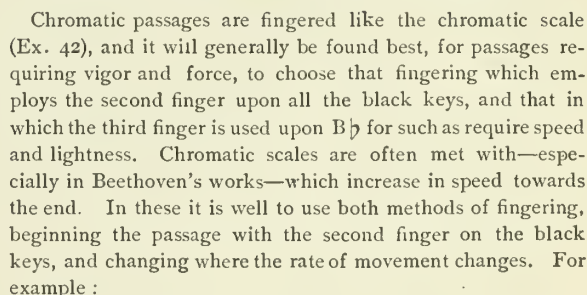 Chromatic passages are fingered like the chromatic scale
(Ex. 42), and it will generally be found best, for passages re-
quiring vigor and force, to choose that fingering which em-
ploys the second finger upon all the black keys, and that in
which the third finger is used upon B♭ for such as require speed
and lightness. Chromatic scales are often met with—espe-
cially in Beethoven's works—which increase in speed towards
the end. In these it is well to use both methods of fingering,
beginning the passage with the second finger on the black
keys, and changing where the rate of movement changes. For
example :